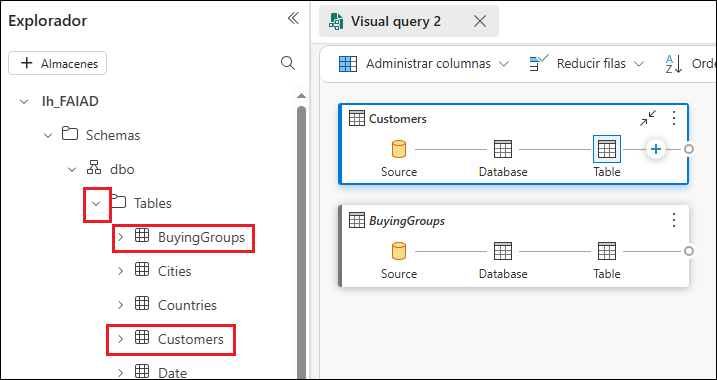 Explorador
+ Almacenes
lh_FAIAD
Schemas
dbo
Tables
BuyingGroups
Cities
Countries
Customers
Date
Visual query 2
Administrar columnas
Reducir filas
Orde
Customers
Source
Database
Table
BuyingGroups
Source
Database
Table